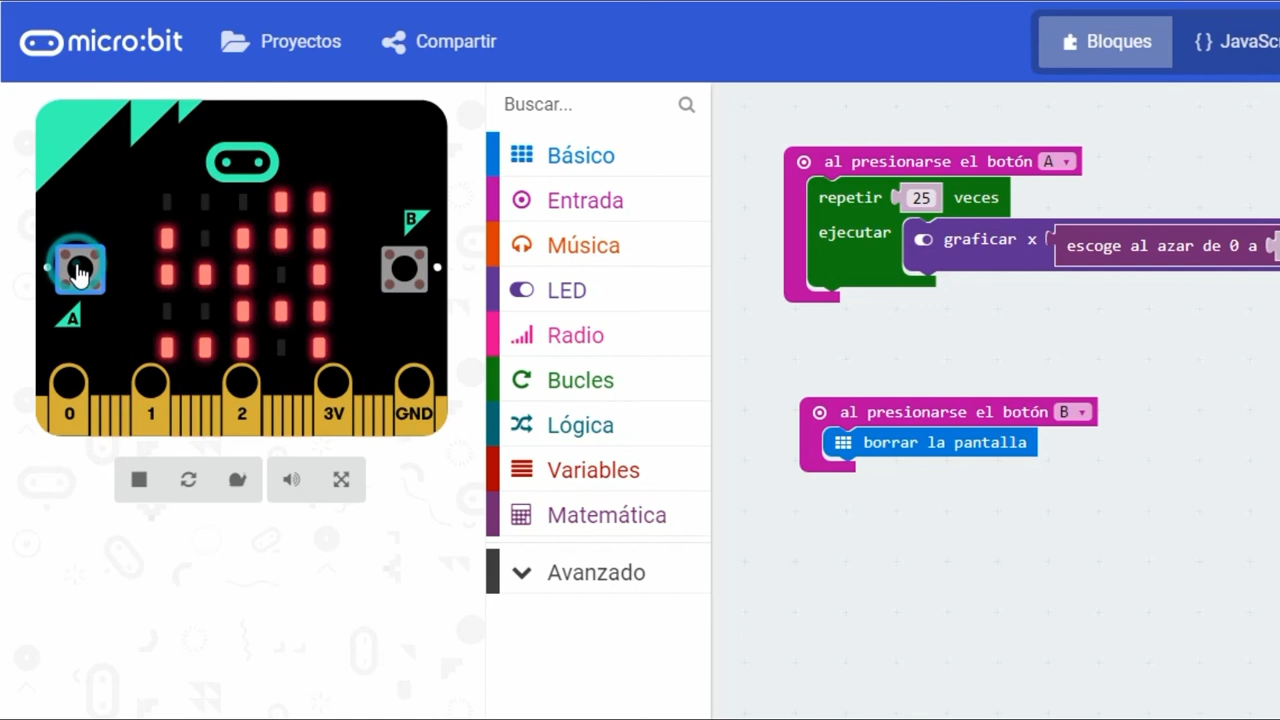 micro:bit
Proyectos
Compartir
Bloques
{} JavaSc
A
B
0 1 2 3V GND
Buscar...
Básico
Entrada
Música
LED
Radio
Bucles
Lógica
Variables
Matemática
Avanzado
al presionarse el botón A
repetir 25 veces
ejecutar
graficar x escoge al azar de 0 a
al presionarse el botón B
borrar la pantalla